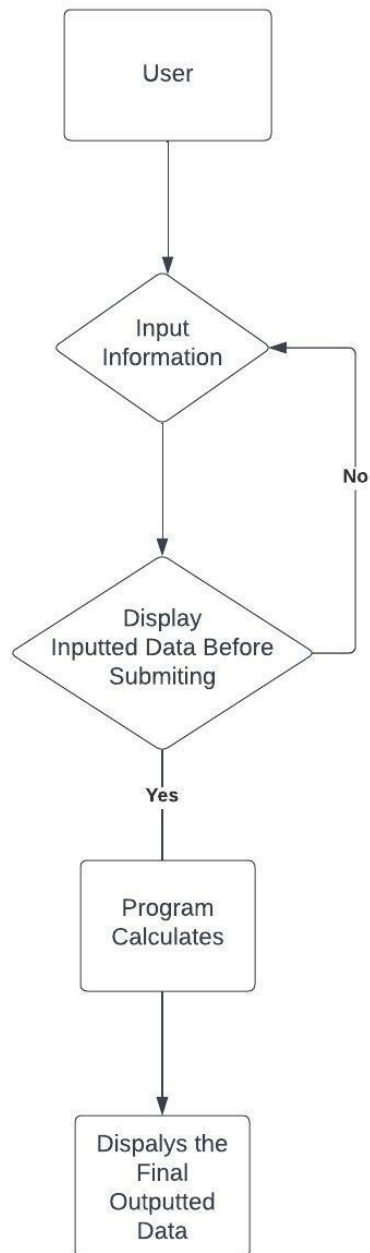 User
Input
Information
No
Display
Inputted Data Before
Submiting
Yes
Program
Calculates
Dispalys the
Final
Outputted
Data